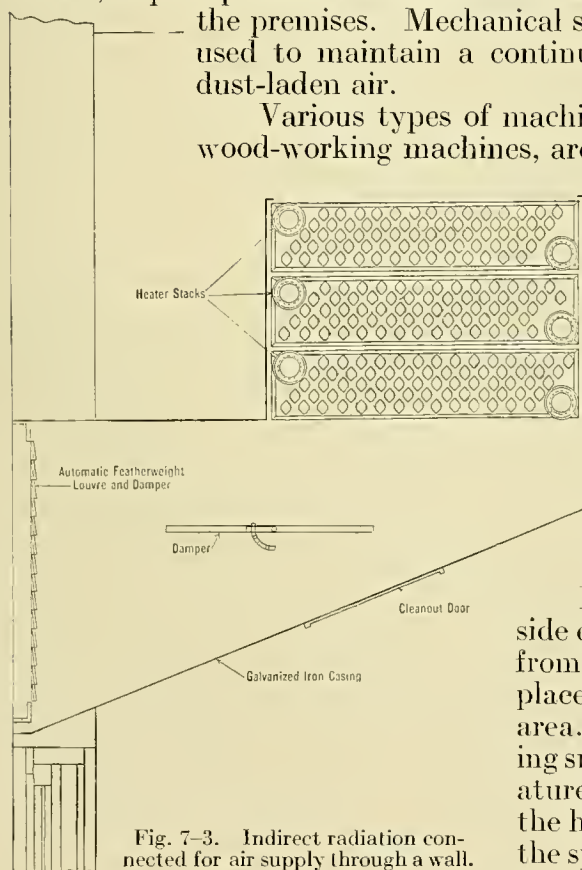 the premises. Mechanical s
used to maintain a continu
dust-laden air.
Various types of machi
wood-working machines, are
Heater Stacks
Automatic Featherweight
Louvre and Damper
Damper
Cleanout Door
Galvanized Iron Casing
side
from
place
area.
ing
ature
the h
the sp
Fig. 7–3. Indirect radiation con-
nected for air supply through a wall.